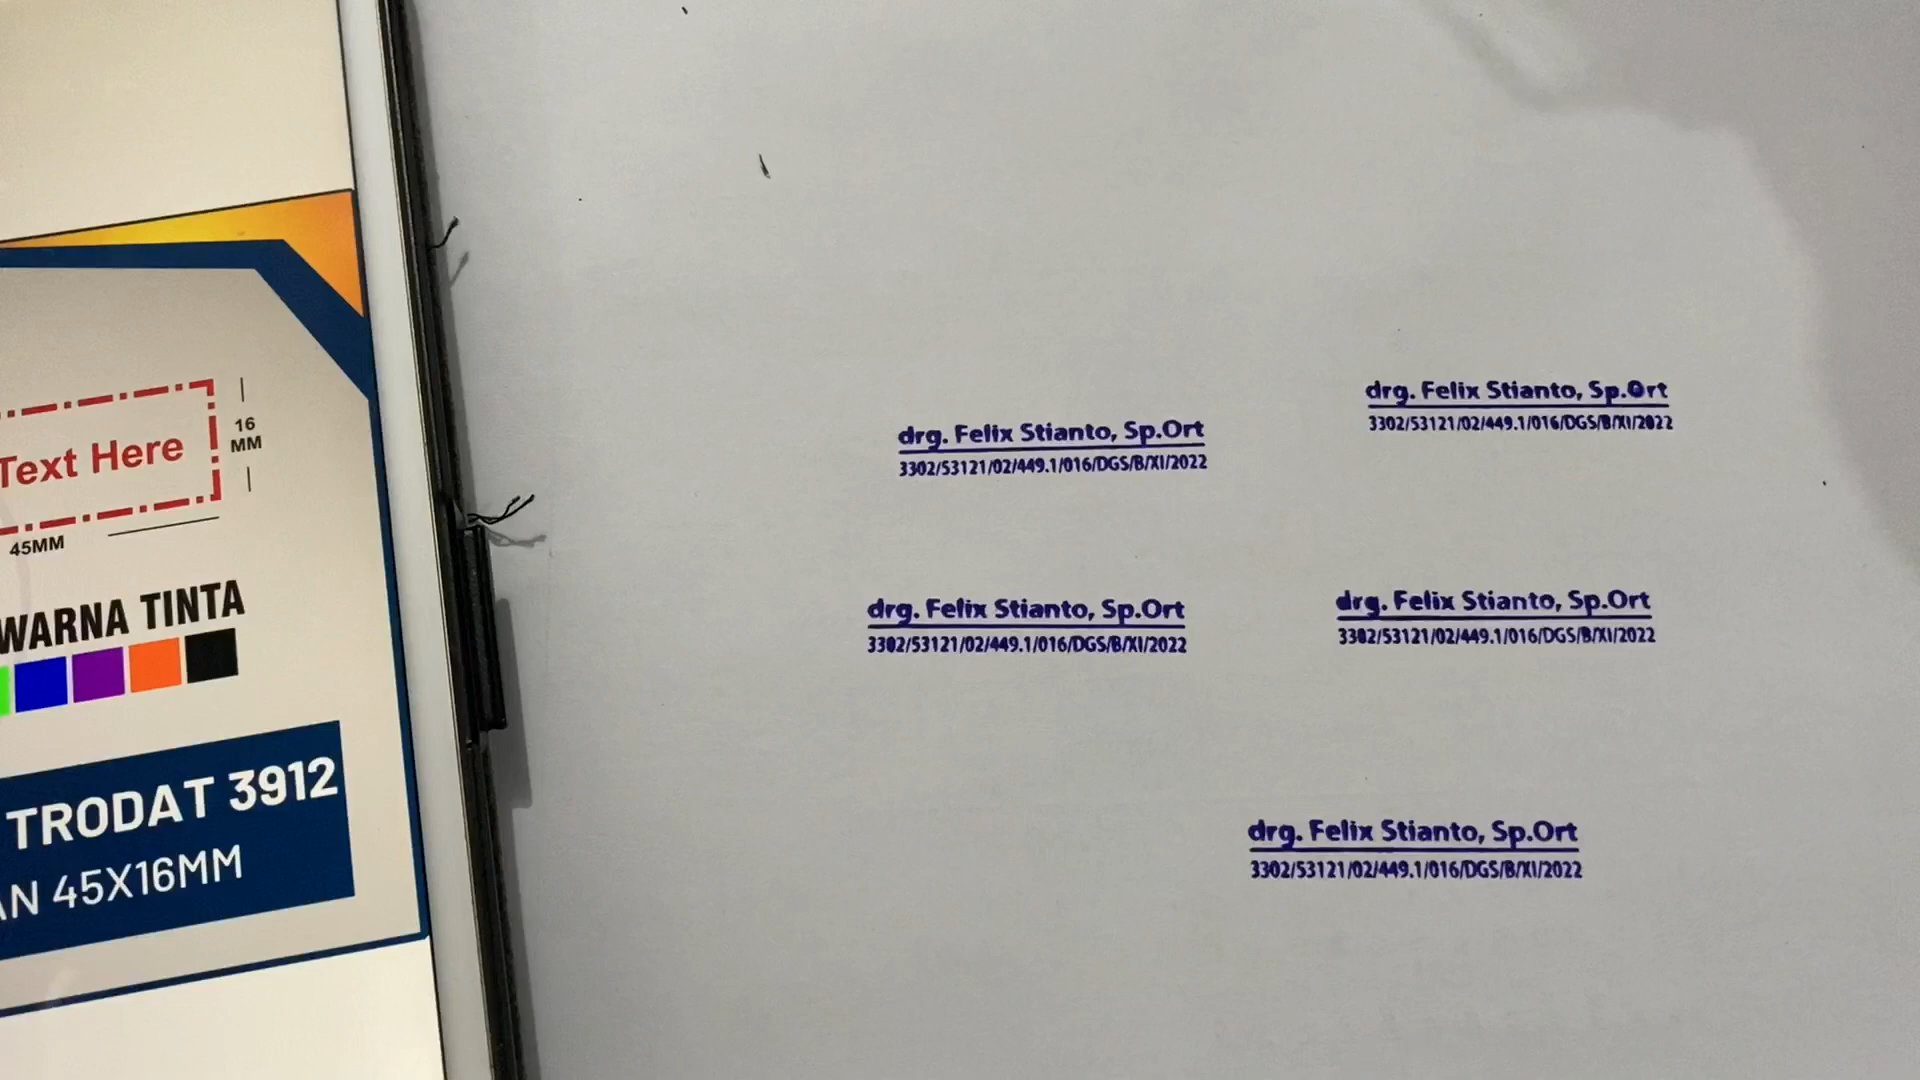 Text Here
16
MM
45MM
WARNA TINTA
TRODAT 3912
45X16MM
drg. Felix Stianto, Sp.Ort
3302/53121/02/449.1/016/DGS/B/XI/2022
drg. Felix Stianto, Sp.Ort
3302/53121/02/449.1/016/DGS/B/XI/2022
drg. Felix Stianto, Sp.Ort
3302/53121/02/449.1/016/DGS/B/XI/2022
drg. Felix Stianto, Sp.Ort
3302/53121/02/449.1/016/DGS/B/XI/2022
drg. Felix Stianto, Sp.Ort
3302/53121/02/449.1/016/DGS/B/XI/2022